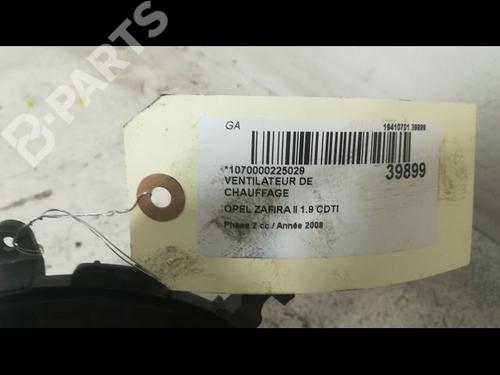 B-PARTS
GA
19410701 39899
*1070000225029
39899
VENTILATEUR DE
CHAUFFAGE
OPEL ZAFIRA II 1.9 CDTI
Phase 2 cc / Année 2008